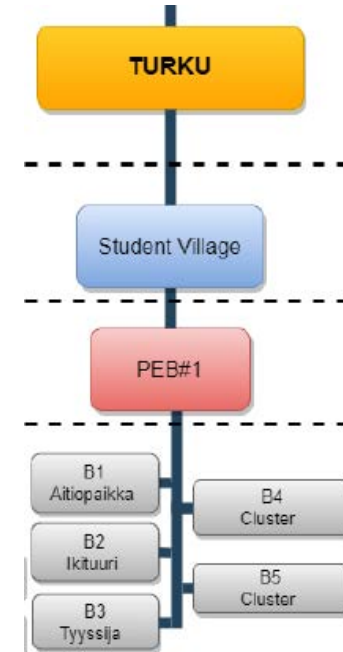 TURKU
Student Village
PEB#1
B1
Aitiopaikka
B4
Cluster
B2
Ikituuri
B5
Cluster
B3
Tyyssija